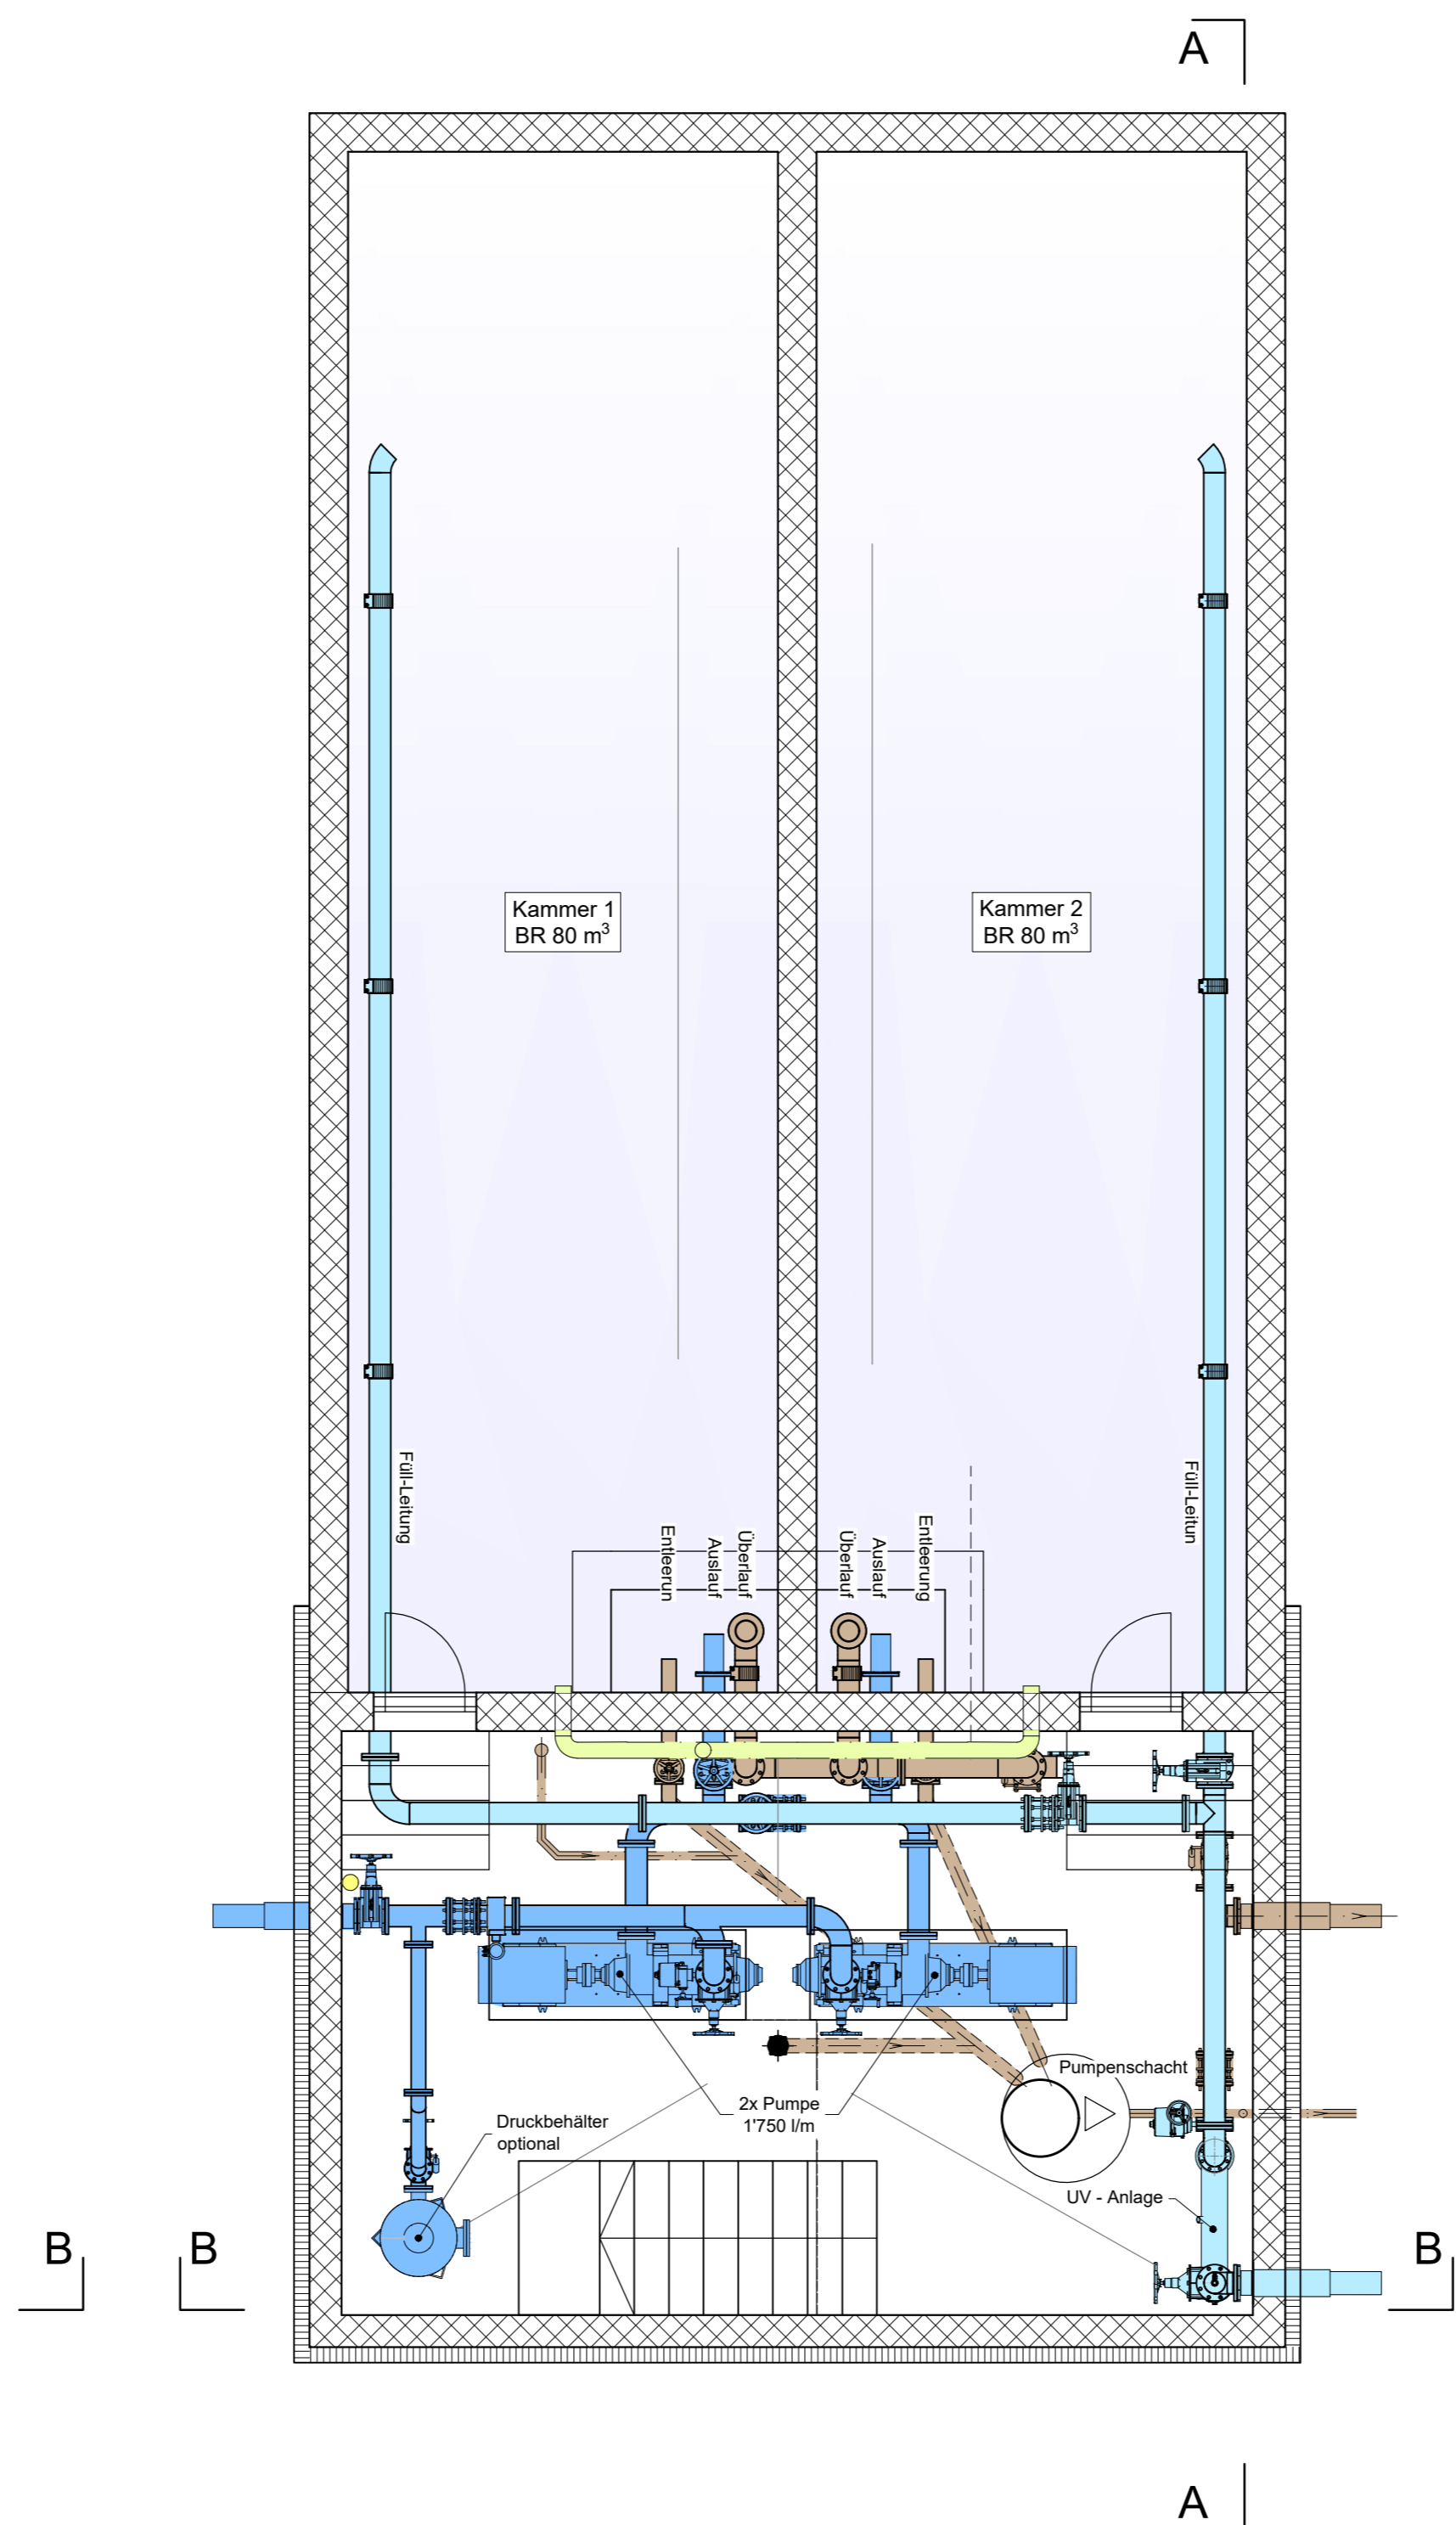 A
Kammer 1
BR 80 m³
Kammer 2
BR 80 m³
Füll-Leitung
Entleerun
Auslauf
Überlauf
Überlauf
Auslauf
Entleerung
Füll-Leitun
Pumpenschacht
2x Pumpe
1'750 l/m
Druckbehälter
optional
UV - Anlage
B
B
B
A